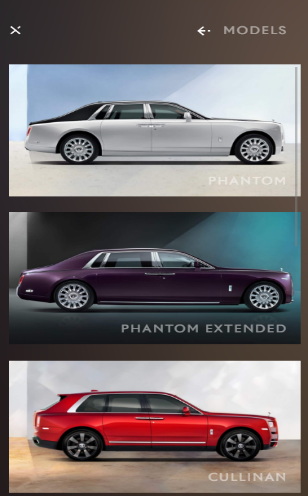 MODELS
PHANTOM
PHANTOM EXTENDED
CULLINAN